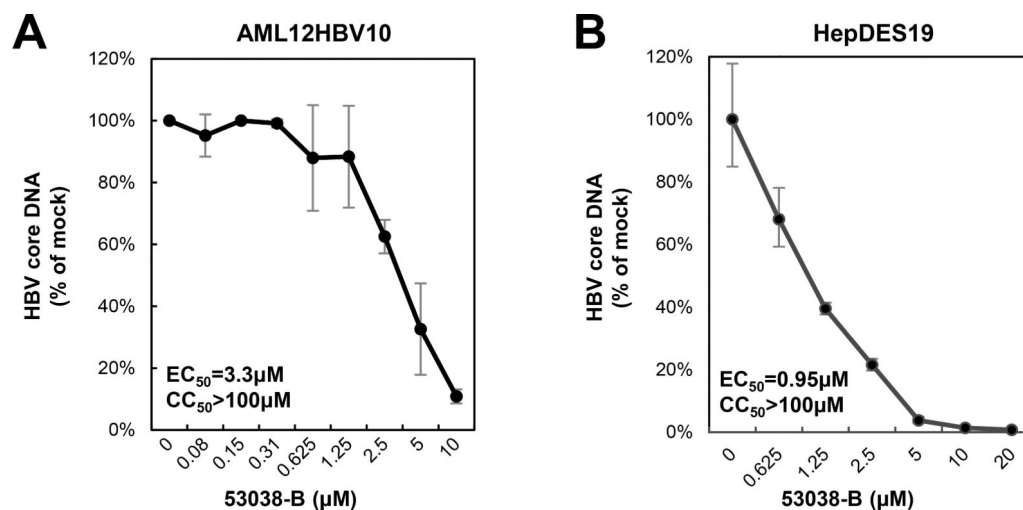 A
AML12HBV10
HBV core DNA
(% of mock)
120%
100%
80%
60%
40%
20%
0%
EC50=3.3µM
CC50>100µM
0
0.08
0.15
0.31
0.625
1.25
2.5
5
10
53038-B (µM)
B
HepDES19
HBV core DNA
(% of mock)
120%
100%
80%
60%
40%
20%
0%
EC50=0.95µM
CC50>100µM
0
0.625
1.25
2.5
5
10
20
53038-B (µM)